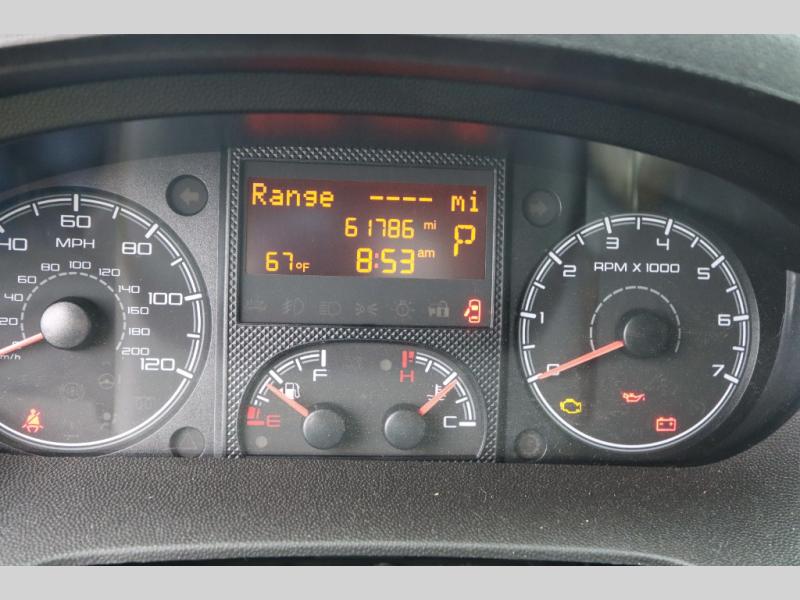 Range ---- mi
61786 mi
P
67°F 8:53 am
40 60 80 100 120
MPH
20 40 60 80 100 120 140 160 180 200
km/h
F
E
H
C
0 1 2 3 4 5 6 7
RPM X 1000